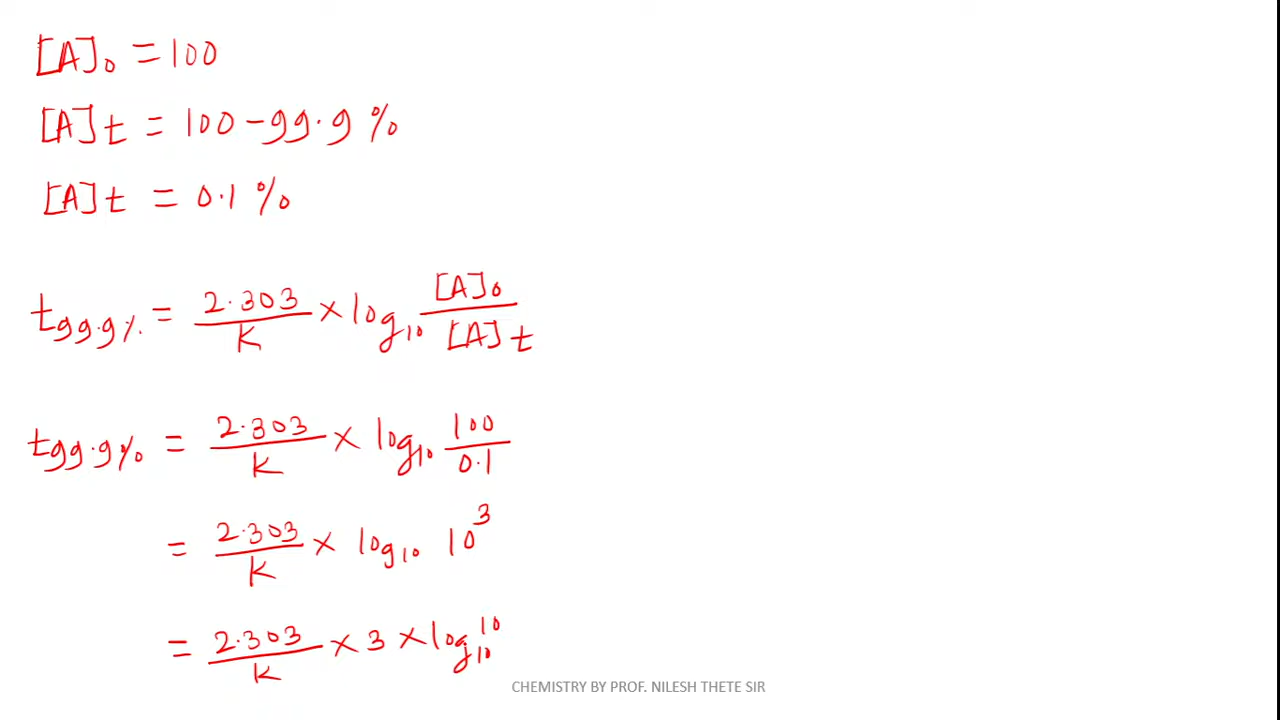 [A]₀ = 100
[A]t = 100 - 99.9 %
[A]t = 0.1 %
t99.9% = 2.303/K × log₁₀ [A]₀/[A]t
t99.9% = 2.303/K × log₁₀ 100/0.1
= 2.303/K × log₁₀ 10³
= 2.303/K × 3 × log₁₀ 10
CHEMISTRY BY PROF. NILESH THETE SIR